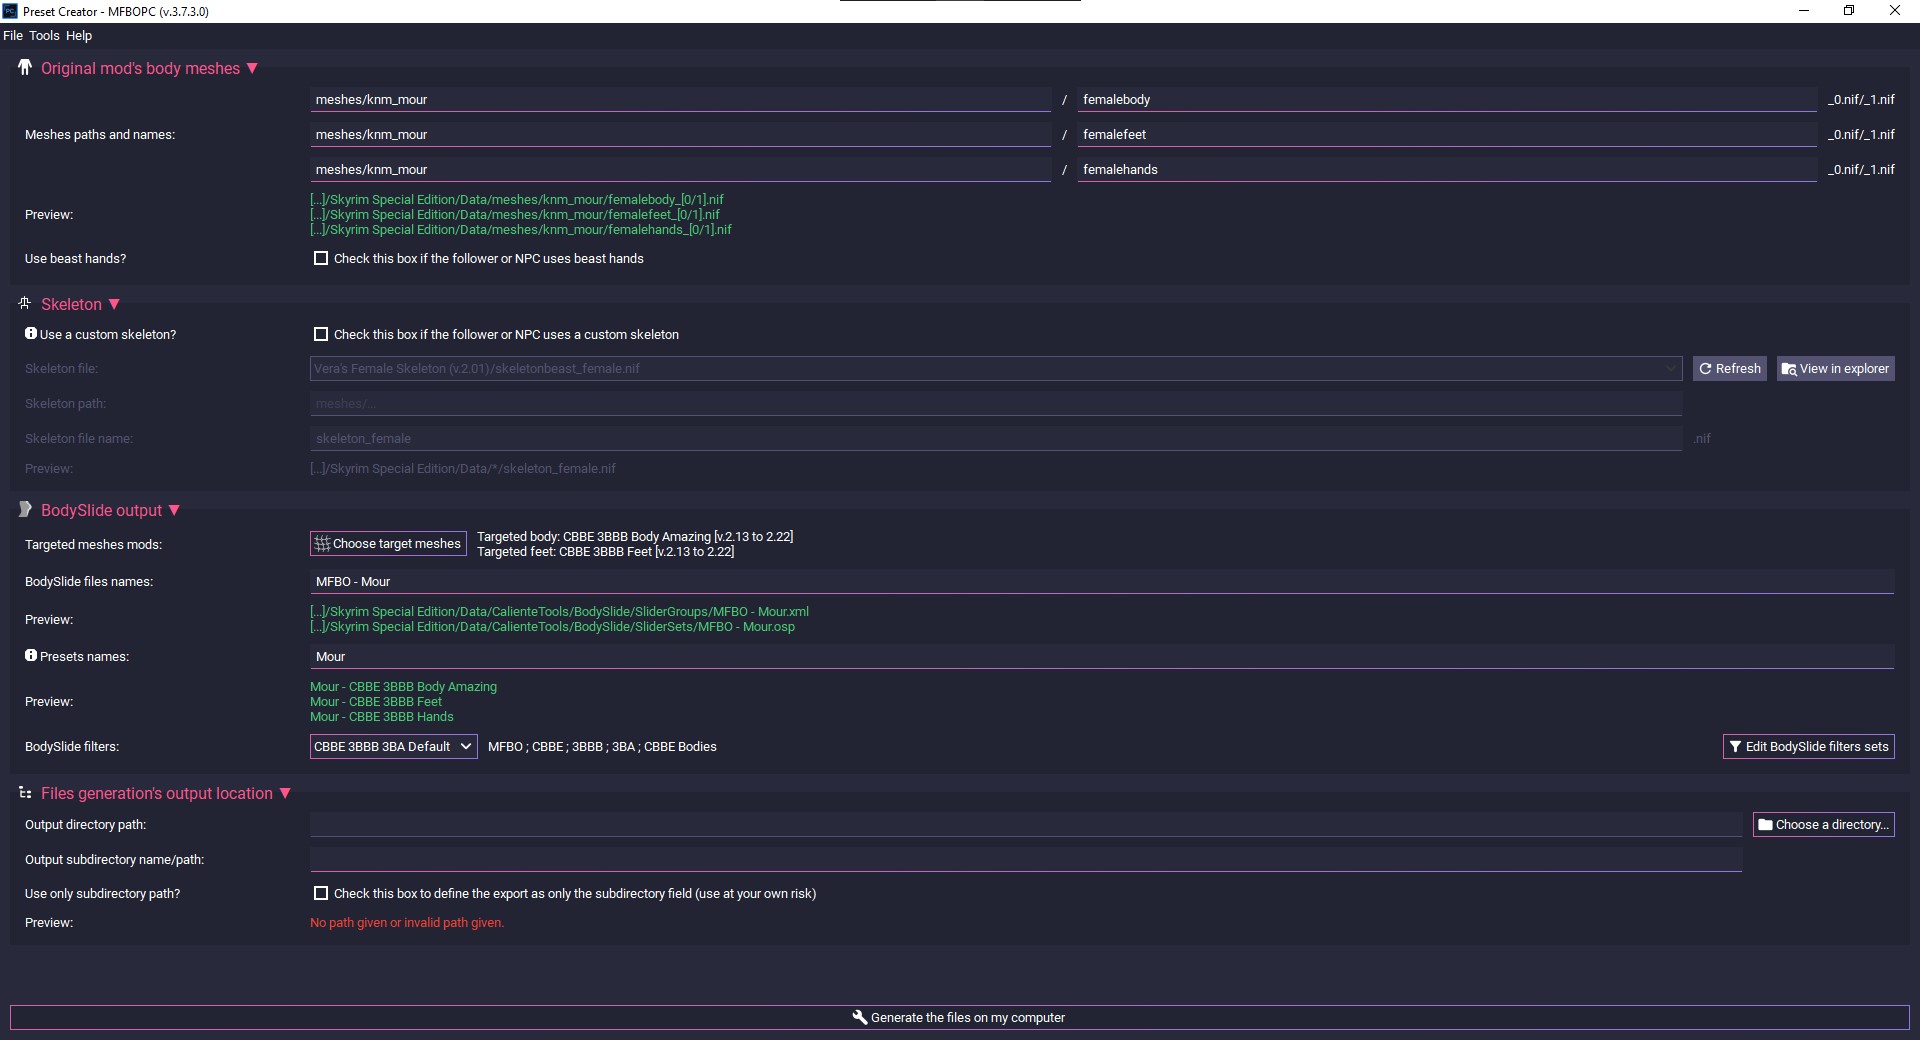 Preset Creator - MFBOPC (v.3.7.3.0)
File Tools Help
Original mod's body meshes ▼
meshes/knm_mour / femalebody _0.nif/_1.nif
Meshes paths and names: meshes/knm_mour / femalefeet _0.nif/_1.nif
meshes/knm_mour / femalehands _0.nif/_1.nif
[...]/Skyrim Special Edition/Data/meshes/knm_mour/femalebody_[0/1].nif
Preview: [...]/Skyrim Special Edition/Data/meshes/knm_mour/femalefeet_[0/1].nif
[...]/Skyrim Special Edition/Data/meshes/knm_mour/femalehands_[0/1].nif
Use beast hands? Check this box if the follower or NPC uses beast hands
Skeleton ▼
Use a custom skeleton? Check this box if the follower or NPC uses a custom skeleton
Skeleton file: Vera's Female Skeleton (v.2.01)/skeletonbeast_female.nif Refresh View in explorer
Skeleton path: meshes/...
Skeleton file name: skeleton_female .nif
Preview: [...]/Skyrim Special Edition/Data/*/skeleton_female.nif
BodySlide output ▼
Targeted meshes mods: Choose target meshes Targeted body: CBBE 3BBB Body Amazing [v.2.13 to 2.22]
Targeted feet: CBBE 3BBB Feet [v.2.13 to 2.22]
BodySlide files names: MFBO - Mour
Preview: [...]/Skyrim Special Edition/Data/CalienteTools/BodySlide/SliderGroups/MFBO - Mour.xml
[...]/Skyrim Special Edition/Data/CalienteTools/BodySlide/SliderSets/MFBO - Mour.osp
Presets names: Mour
Mour - CBBE 3BBB Body Amazing
Preview: Mour - CBBE 3BBB Feet
Mour - CBBE 3BBB Hands
BodySlide filters: CBBE 3BBB 3BA Default MFBO ; CBBE ; 3BBB ; 3BA ; CBBE Bodies Edit BodySlide filters sets
Files generation's output location ▼
Output directory path: Choose a directory...
Output subdirectory name/path:
Use only subdirectory path? Check this box to define the export as only the subdirectory field (use at your own risk)
Preview: No path given or invalid path given.
Generate the files on my computer